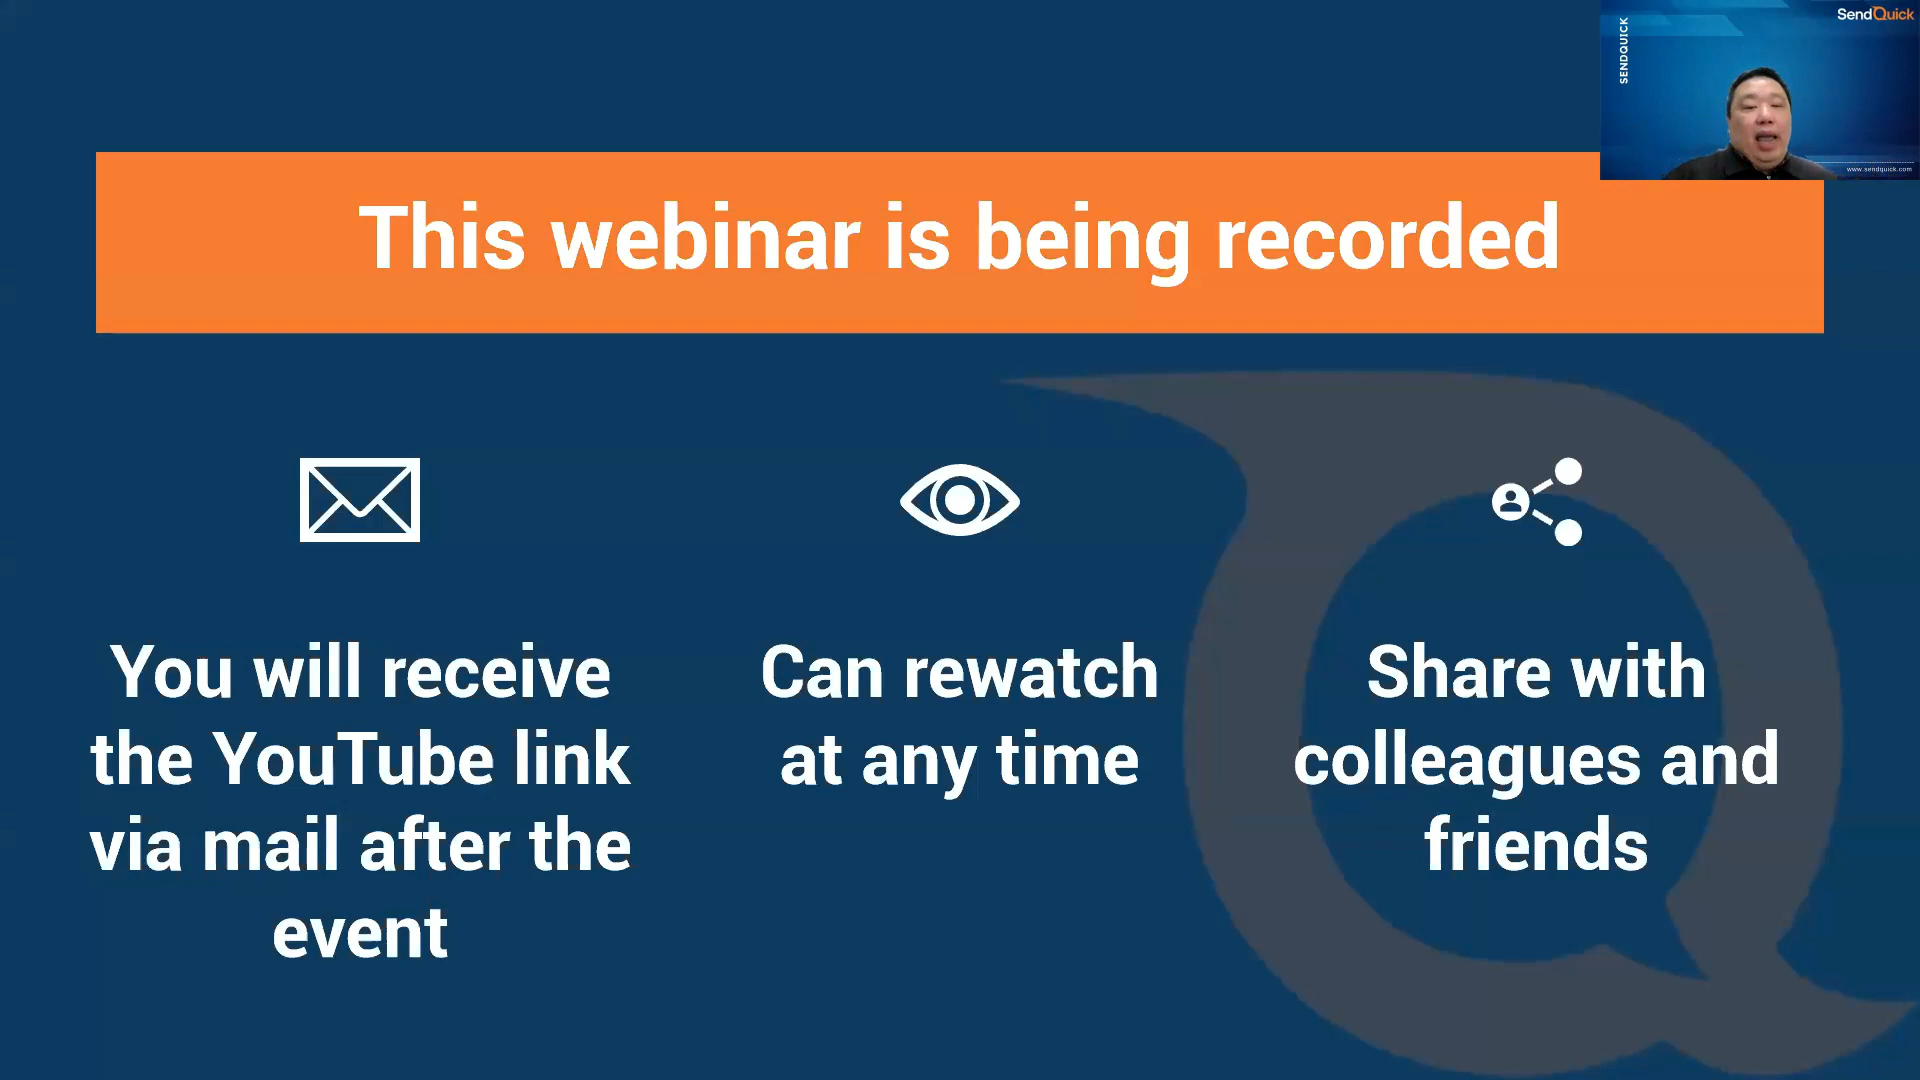 SendQuick
SENDQUICK
www.sendquick.com
This webinar is being recorded
You will receive
the YouTube link
via mail after the
event
Can rewatch
at any time
Share with
colleagues and
friends